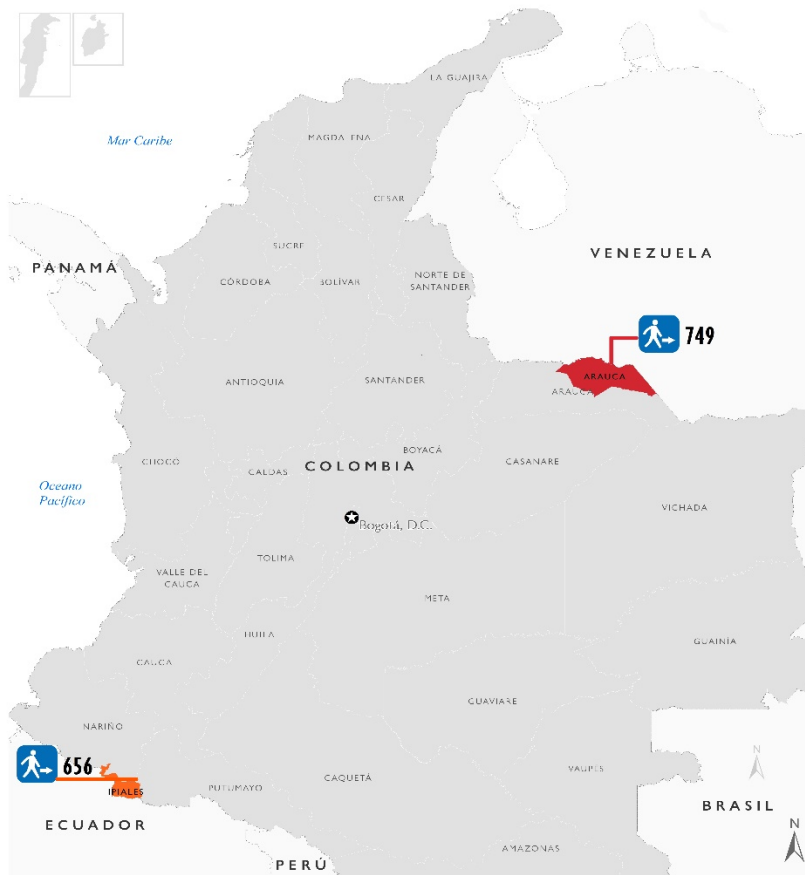 LA GUAJIRA
Mar Caribe
MAGDALENA
CESAR
SUCRE
VENEZUELA
PANAMÁ
CÓRDOBA
BOLÍVAR
NORTE DE
SANTANDER
749
ARAUCA
ANTIOQUIA
SANTANDER
ARAUCA
BOYACÁ
CHOCÓ
CALDAS
COLOMBIA
CASANARE
Oceano
Pacífico
VICHADA
Bogotá, D.C.
TOLIMA
VALLE DEL
CAUCA
META
HUILA
GUAINÍA
CAUCA
GUAVIARE
NARIÑO
656
VAUPÉS
N
CAQUETÁ
PUTUMAYO
IPIALES
BRASIL
ECUADOR
N
AMAZONAS
PERÚ